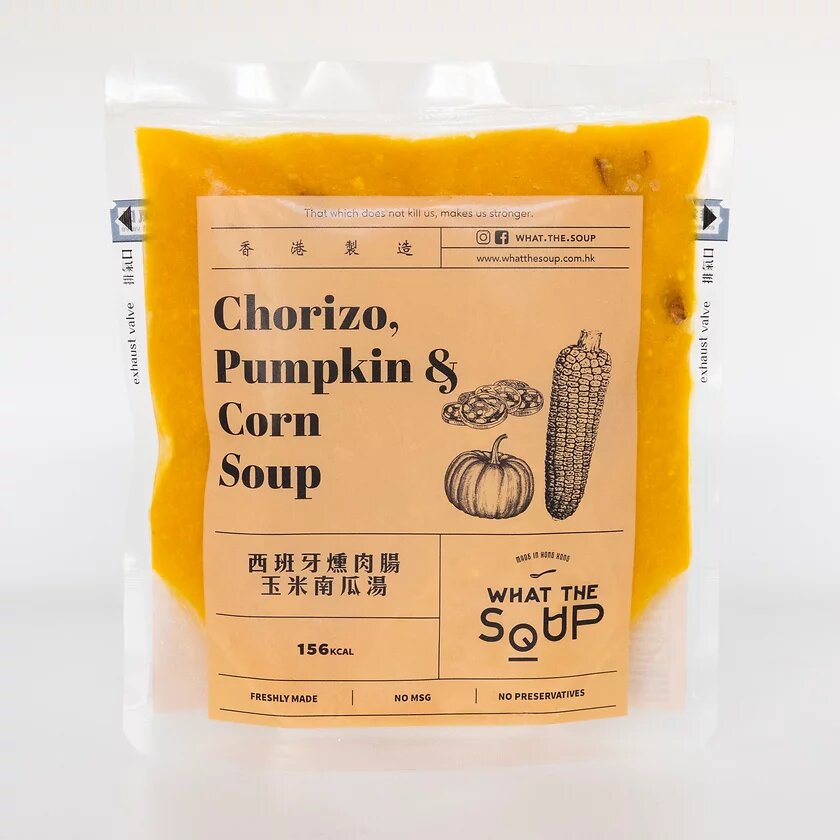 That which does not kill us, makes us stronger.
香港製造
WHAT.THE.SOUP
www.whatthesoup.com.hk
排氣口
exhaust valve
排氣口
exhaust valve
Chorizo,
Pumpkin &
Corn
Soup
西班牙燻肉腸
玉米南瓜湯
156KCAL
MADE IN HONG KONG
WHAT THE
SOUP
FRESHLY MADE
NO MSG
NO PRESERVATIVES